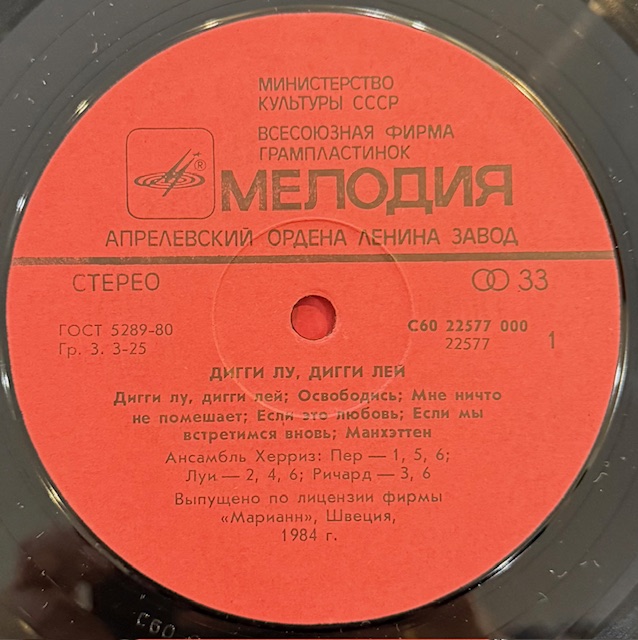 МИНИСТЕРСТВО
КУЛЬТУРЫ СССР
ВСЕСОЮЗНАЯ ФИРМА
ГРАМПЛАСТИНОК
®
МЕЛОДИЯ
АПРЕЛЕВСКИЙ ОРДЕНА ЛЕНИНА ЗАВОД
СТЕРЕО
33
ГОСТ 5289-80
Гр. 3. 3-25
С60 22577 000
22577
1
ДИГГИ ЛУ, ДИГГИ ЛЕЙ
Дигги лу, дигги лей; Освободись; Мне ничто
не помешает; Если это любовь; Если мы
встретимся вновь; Манхэттен
Ансамбль Херриз: Пер — 1, 5, 6;
Луи — 2, 4, 6; Ричард — 3, 6
Выпущено по лицензии фирмы
«Марианн», Швеция,
1984 г.
С60